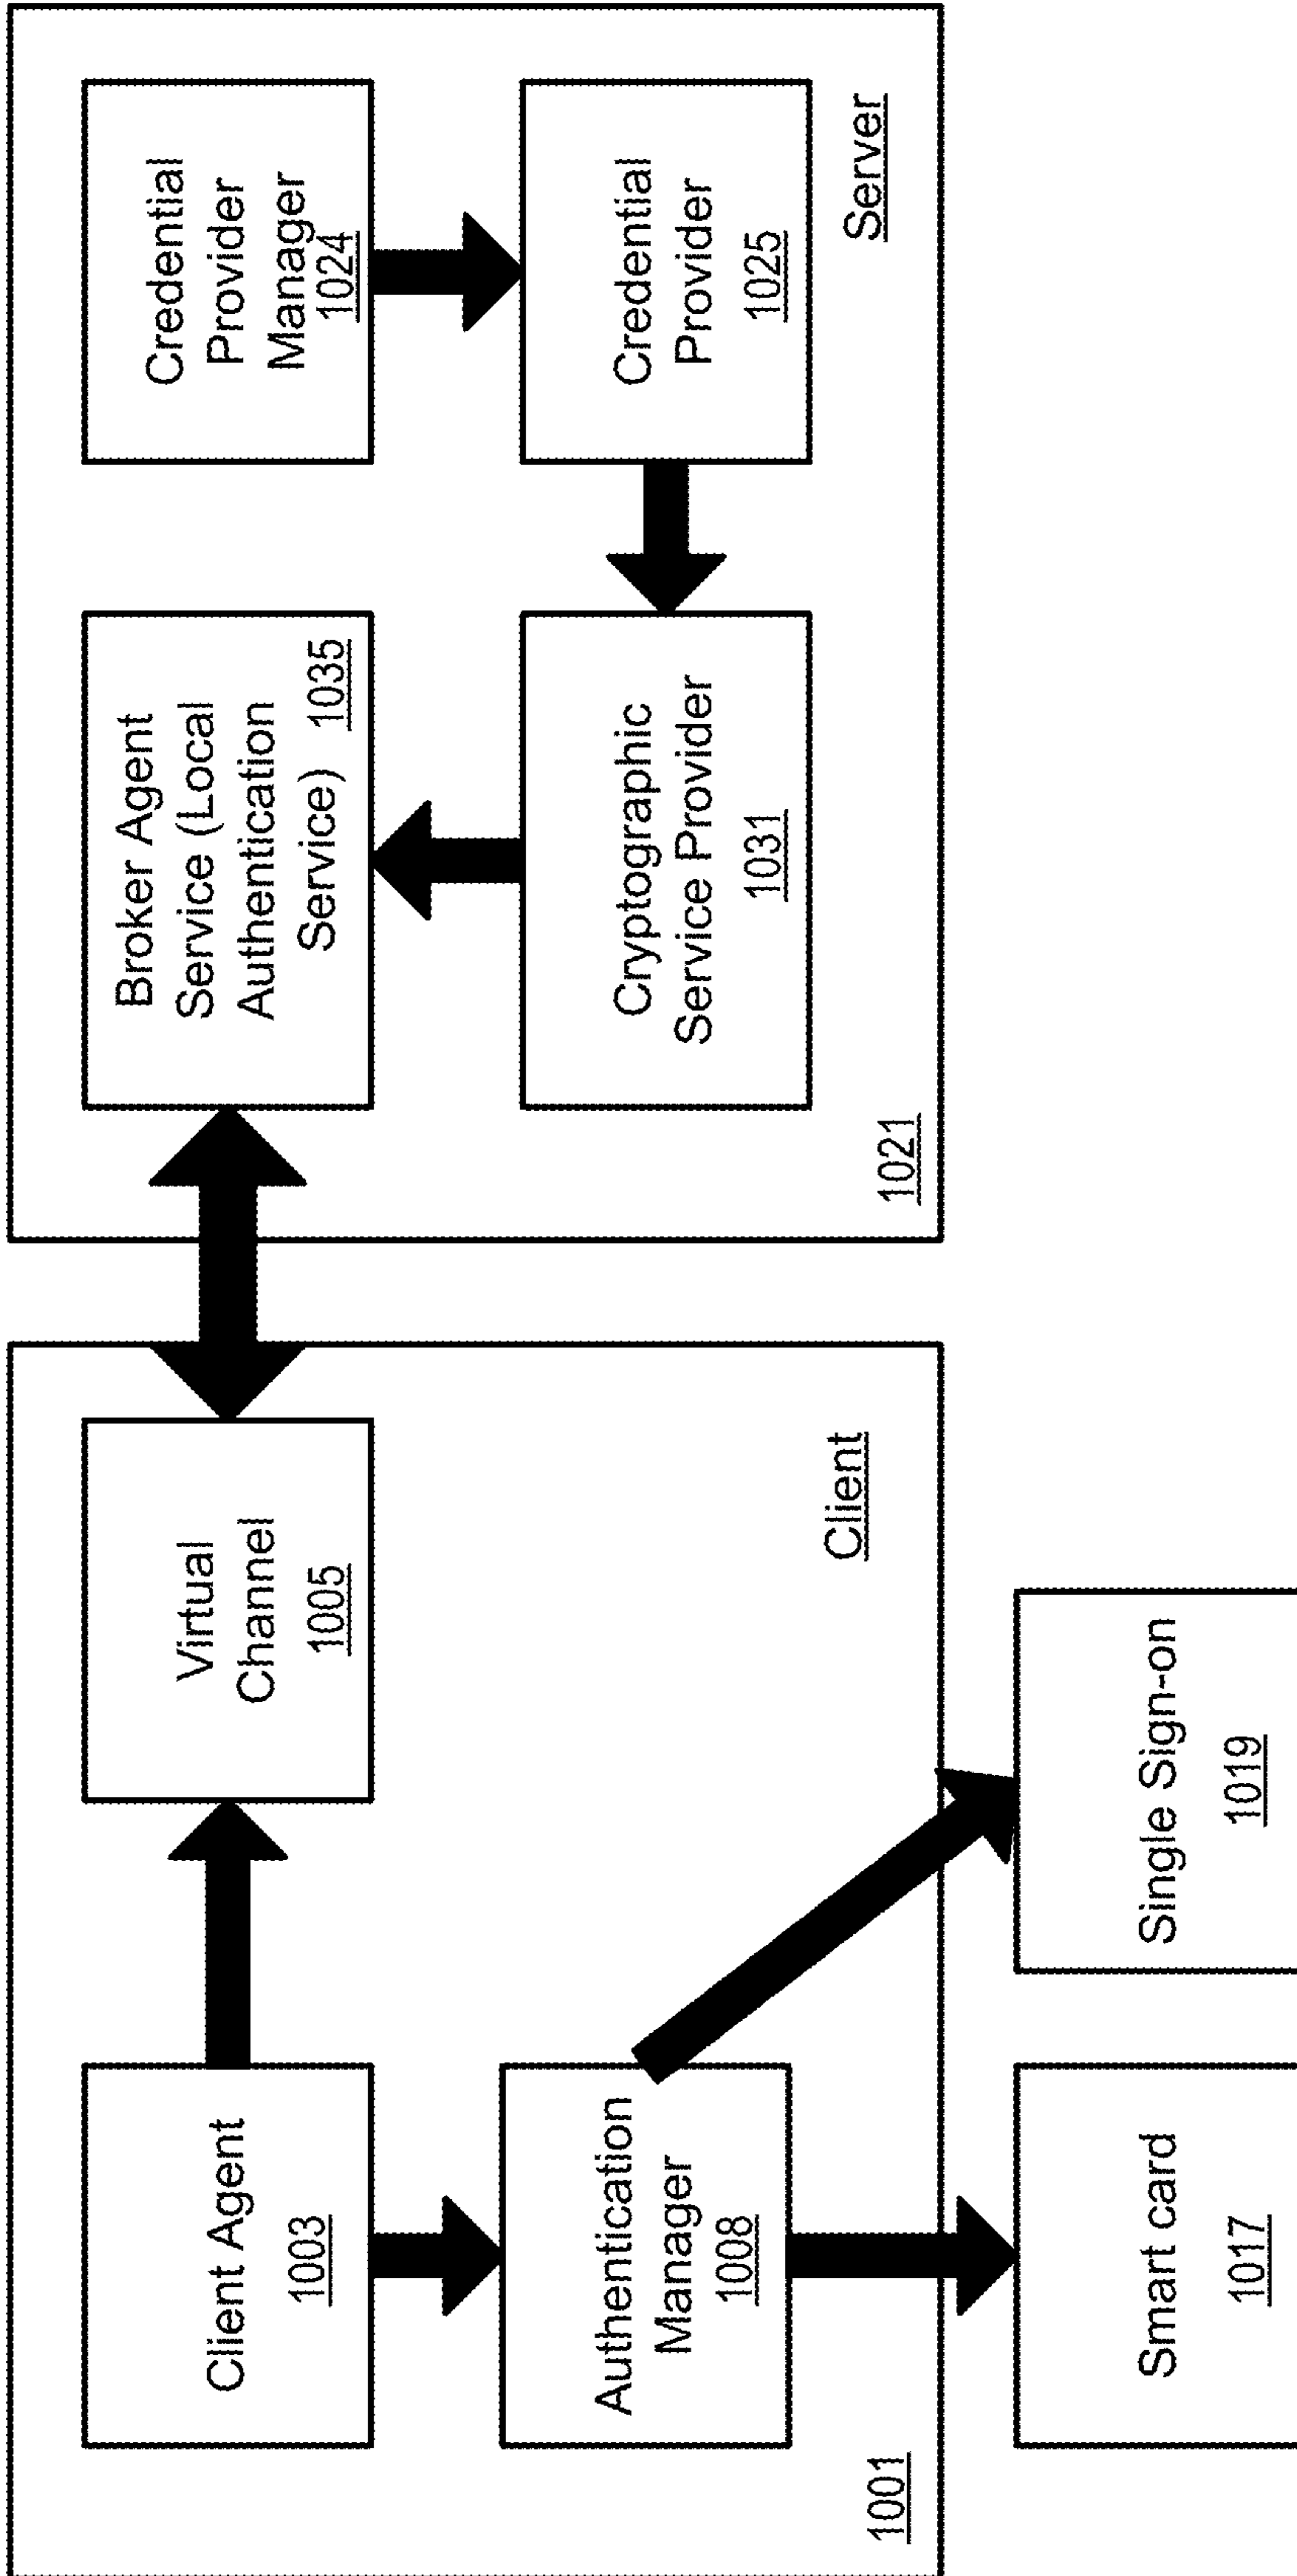 Client Agent
1003
Virtual
Channel
1005
Authentication
Manager
1008
Client
1001
Smart card
1017
Single Sign-on
1019
Broker Agent
Service (Local
Authentication
Service) 1035
Credential
Provider
Manager
1024
Cryptographic
Service Provider
1031
Credential
Provider
1025
1021
Server